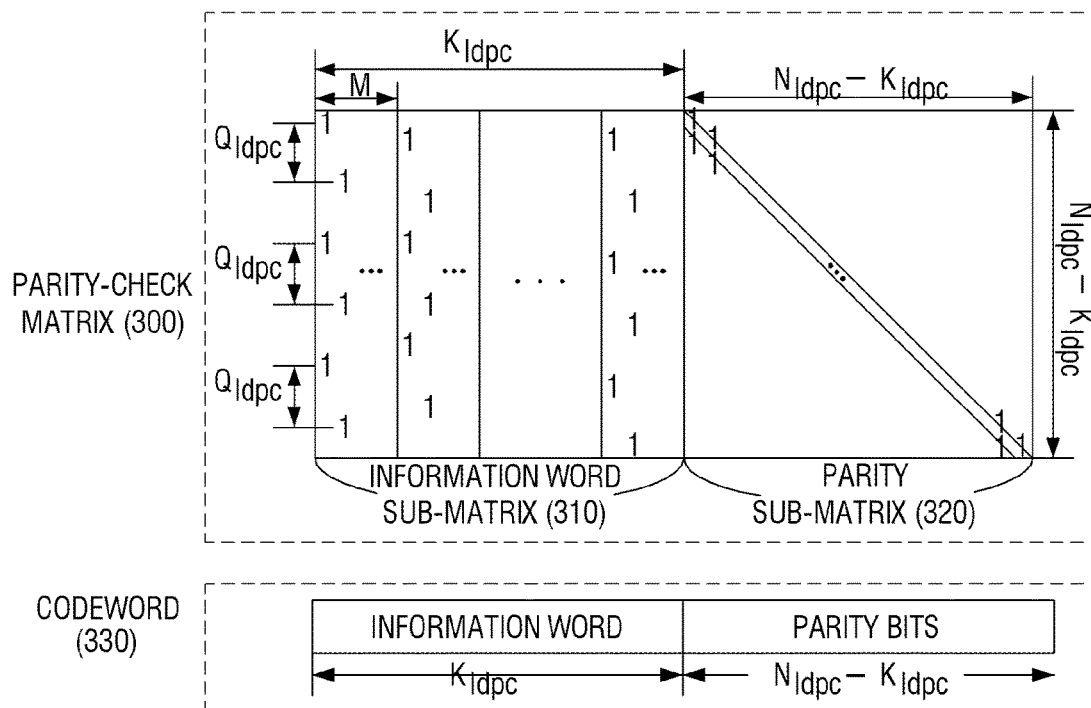 K_ldpc
N_ldpc – K_ldpc
M
Q_ldpc
1 1 1 1 1
1 1
1 1 1
Q_ldpc
1 1 1
... ... . . . ... ...
1 1 1
N_ldpc – K_ldpc
PARITY-CHECK
MATRIX (300)
1 1
Q_ldpc
1 1
1 1 1
1 1 1
INFORMATION WORD
SUB-MATRIX (310)
PARITY
SUB-MATRIX (320)
CODEWORD
(330)
INFORMATION WORD
PARITY BITS
K_ldpc
N_ldpc – K_ldpc